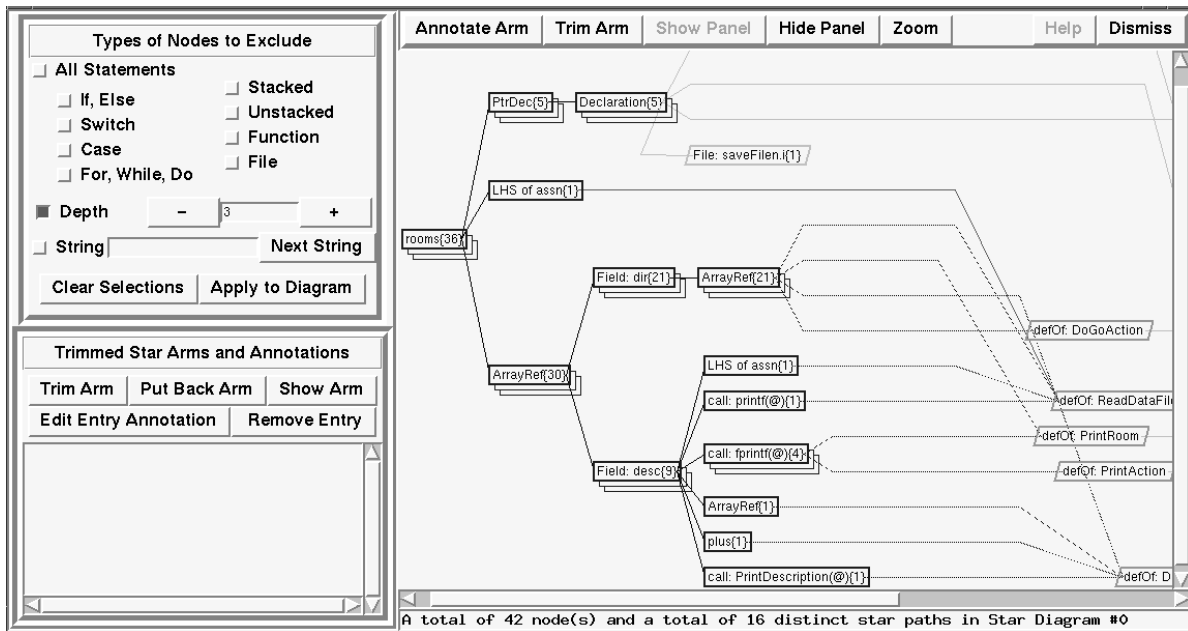 Types of Nodes to Exclude
All Statements
If, Else
Switch
Case
For, While, Do
Stacked
Unstacked
Function
File
Depth - 3 +
String Next String
Clear Selections Apply to Diagram
Trimmed Star Arms and Annotations
Trim Arm Put Back Arm Show Arm
Edit Entry Annotation Remove Entry
Annotate Arm Trim Arm Show Panel Hide Panel Zoom Help Dismiss
PtrDec{5} Declaration{5}
File: saveFilen.i{1}
LHS of assn{1}
rooms{36}
Field: dir{21} ArrayRef{21}
defOf: DoGoAction
LHS of assn{1}
ArrayRef{30}
call: printf(@){1} defOf: ReadDataFile
defOf: PrintRoom
call: fprintf(@){4}
Field: desc{9} defOf: PrintAction
ArrayRef{1}
plus{1}
call: PrintDescription(@){1} defOf: D
A total of 42 node(s) and a total of 16 distinct star paths in Star Diagram #0